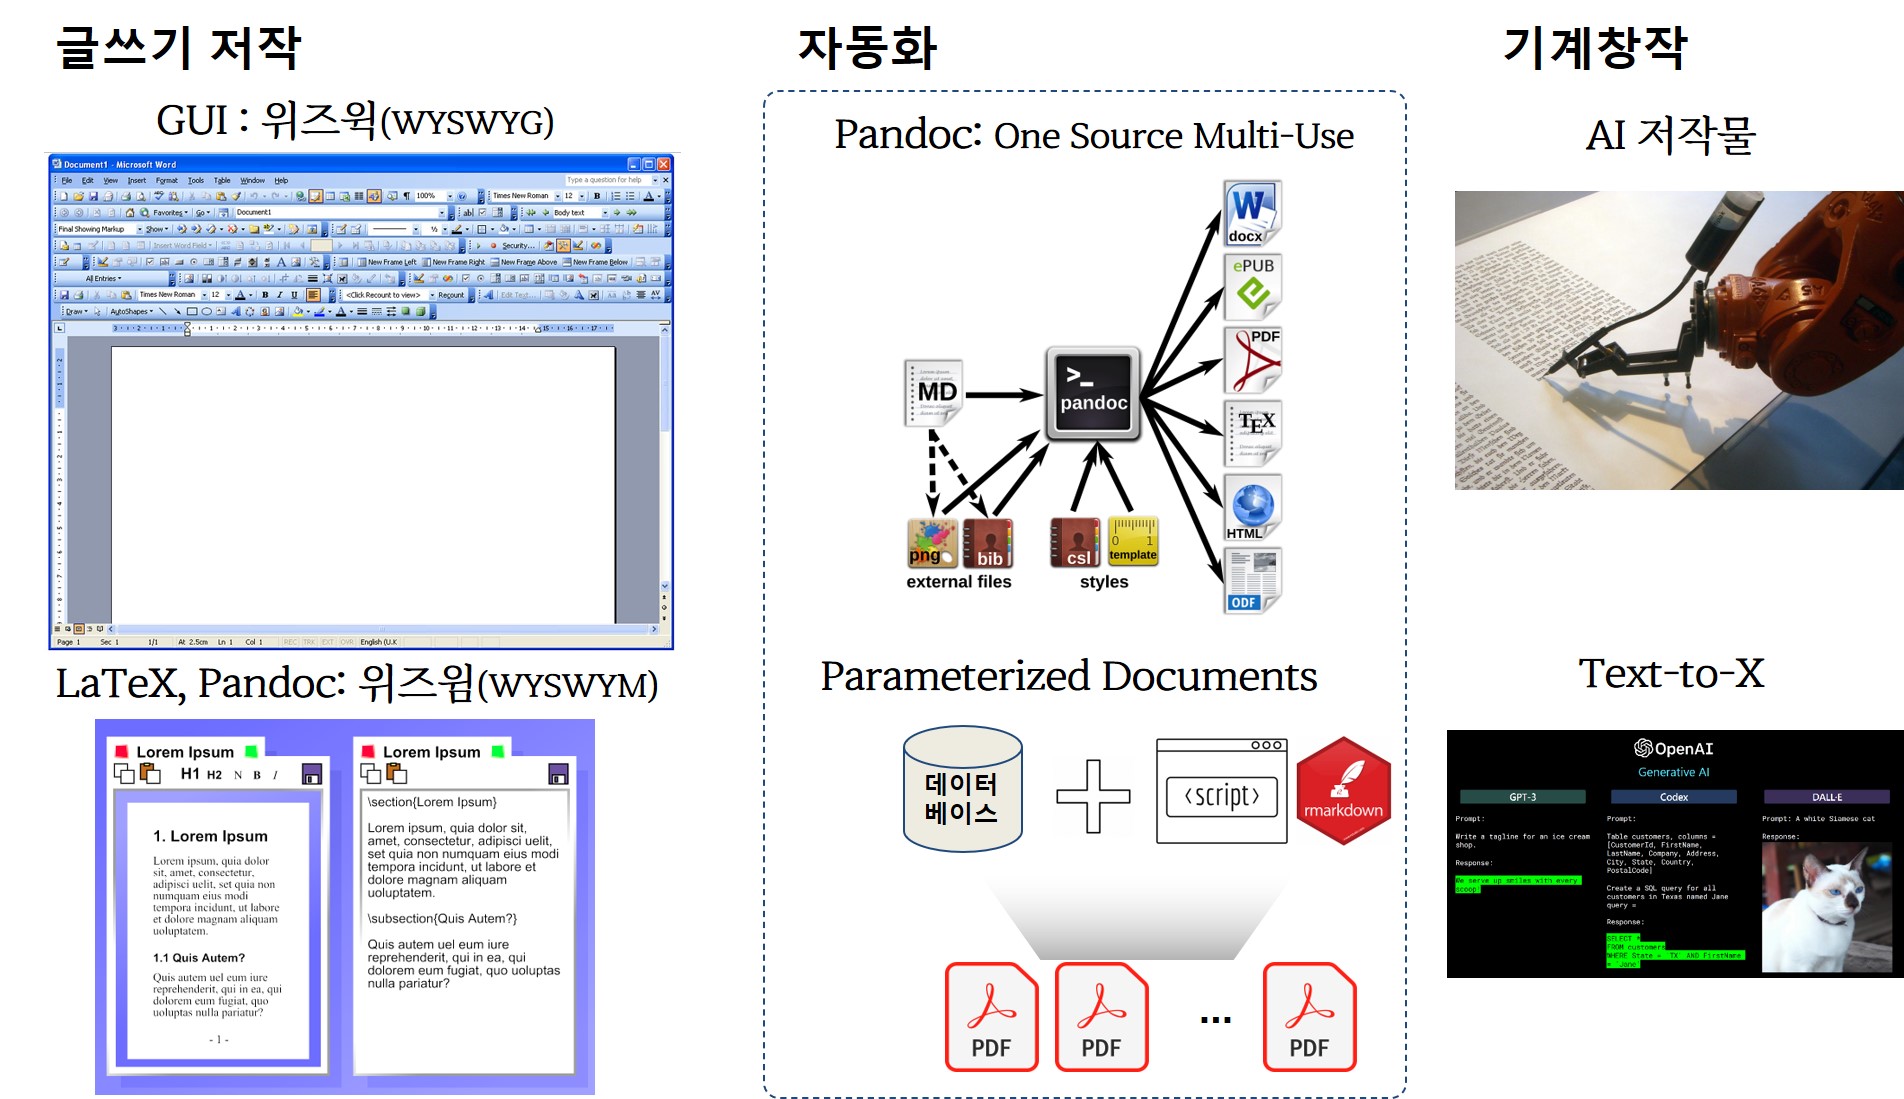 글쓰기 저작
GUI : 위즈윅(WYSWYG)
Document1 - Microsoft Word
File Edit View Insert Format Tools Table Window Help
Type a question for help
100%
Times New Roman 12 B
Favorites Go Document1
Body text
Final Showing Markup Show
Insert Word Field
Security...
New Frame Left New Frame Right New Frame Above New Frame Below
All Entries
Times New Roman 12 A B I U <Click Recount to view> Recount Edit Text...
Draw AutoShapes
Page 1 Sec 1 1/1 At 2.5cm Ln 1 Col 1 REC TRK EXT OVR English (U.K
LaTeX, Pandoc: 위즈윔(WYSWYM)
Lorem Ipsum
H1 H2 N B I
1. Lorem Ipsum
Lorem ipsum, quia dolor
sit, amet, consectetur,
adipisci uelit, set quia non
numquam eius modi
tempora incidunt, ut labore
et dolore magnam aliquam
uoluptatem.
1.1 Quis Autem?
Quis autem uel eum iure
reprehenderit, qui in ea, qui
dolorem eum fugiat, quo
uoluptas nulla pariatur?
- 1 -
Lorem Ipsum
\section{Lorem Ipsum}
Lorem ipsum, quia dolor sit,
amet, consectetur, adipisci uelit,
set quia non numquam eius modi
tempora incidunt, ut labore et
dolore magnam aliquam
uoluptatem.
\subsection{Quis Autem?}
Quis autem uel eum iure
reprehenderit, qui in ea, qui
dolorem eum fugiat, quo uoluptas
nulla pariatur?
자동화
Pandoc: One Source Multi-Use
MD
>_
pandoc
png
bib
external files
csl
0 1
template
styles
W
docx
ePUB
PDF
TEX
HTML
ODF
Parameterized Documents
데이터
베이스
<script>
rmarkdown
PDF
PDF
...
PDF
기계창작
AI 저작물
Text-to-X
OpenAI
Generative AI
GPT-3
Prompt:
Write a tagline for an ice cream
shop.
Response:
We serve up smiles with every
scoop!
Codex
Prompt:
Table customers, columns =
[CustomerId, FirstName,
LastName, Company, Address,
City, State, Country,
PostalCode]
Create a SQL query for all
customers in Texas named Jane
query =
Response:
SELECT *
FROM customers
WHERE State = 'TX' AND FirstName
= 'Jane'
DALL·E
Prompt: A white Siamese cat
Response: